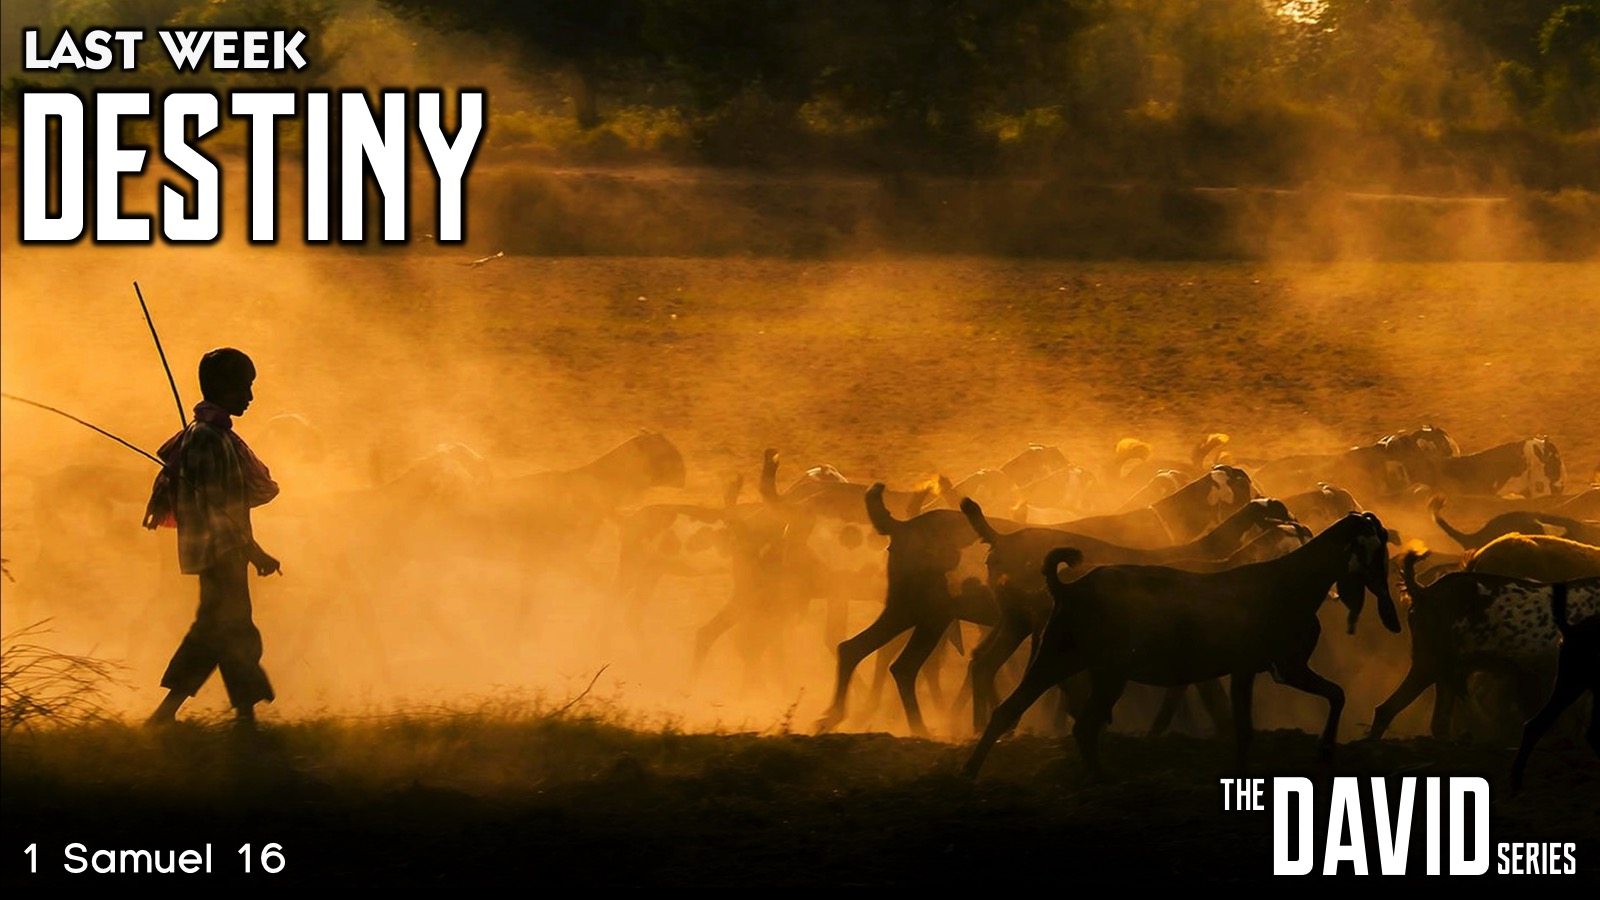 LAST WEEK
DESTINY
1 Samuel 16
THE DAVID SERIES